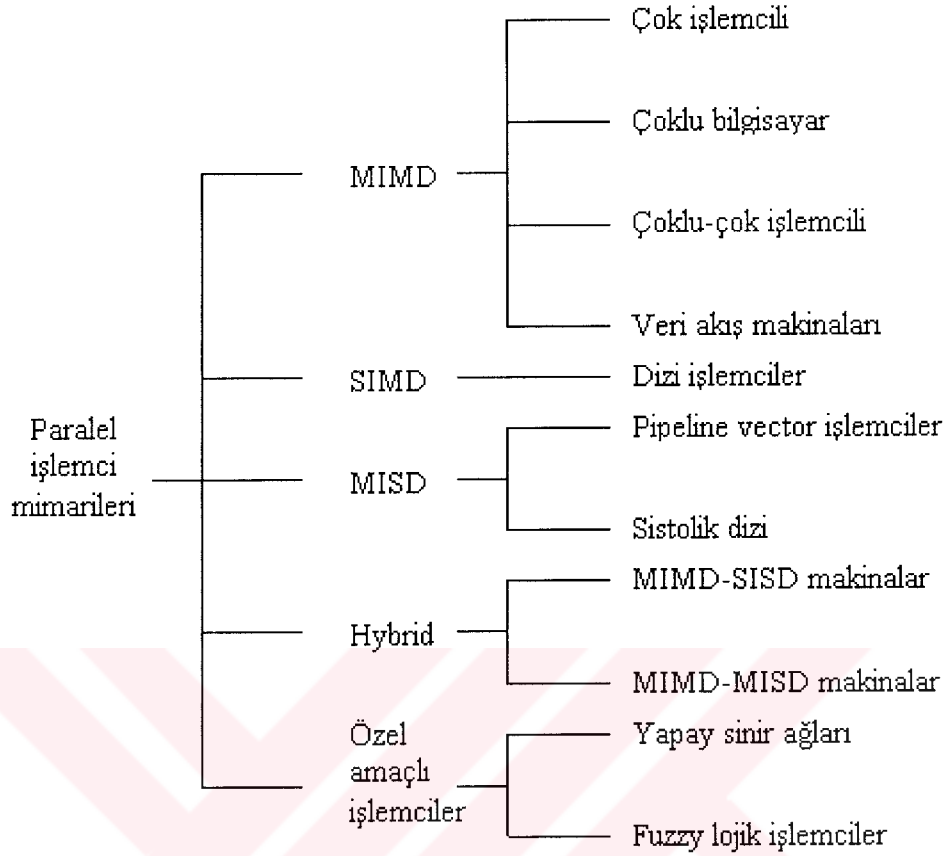 Paralel
işlemci
mimarileri
MIMD
Çok işlemcili
Çoklu bilgisayar
Çoklu-çok işlemcili
Veri akış makinaları
SIMD
Dizi işlemciler
MISD
Pipeline vector işlemciler
Sistolik dizi
Hybrid
MIMD-SISD makinalar
MIMD-MISD makinalar
Özel
amaçlı
işlemciler
Yapay sinir ağları
Fuzzy lojik işlemciler